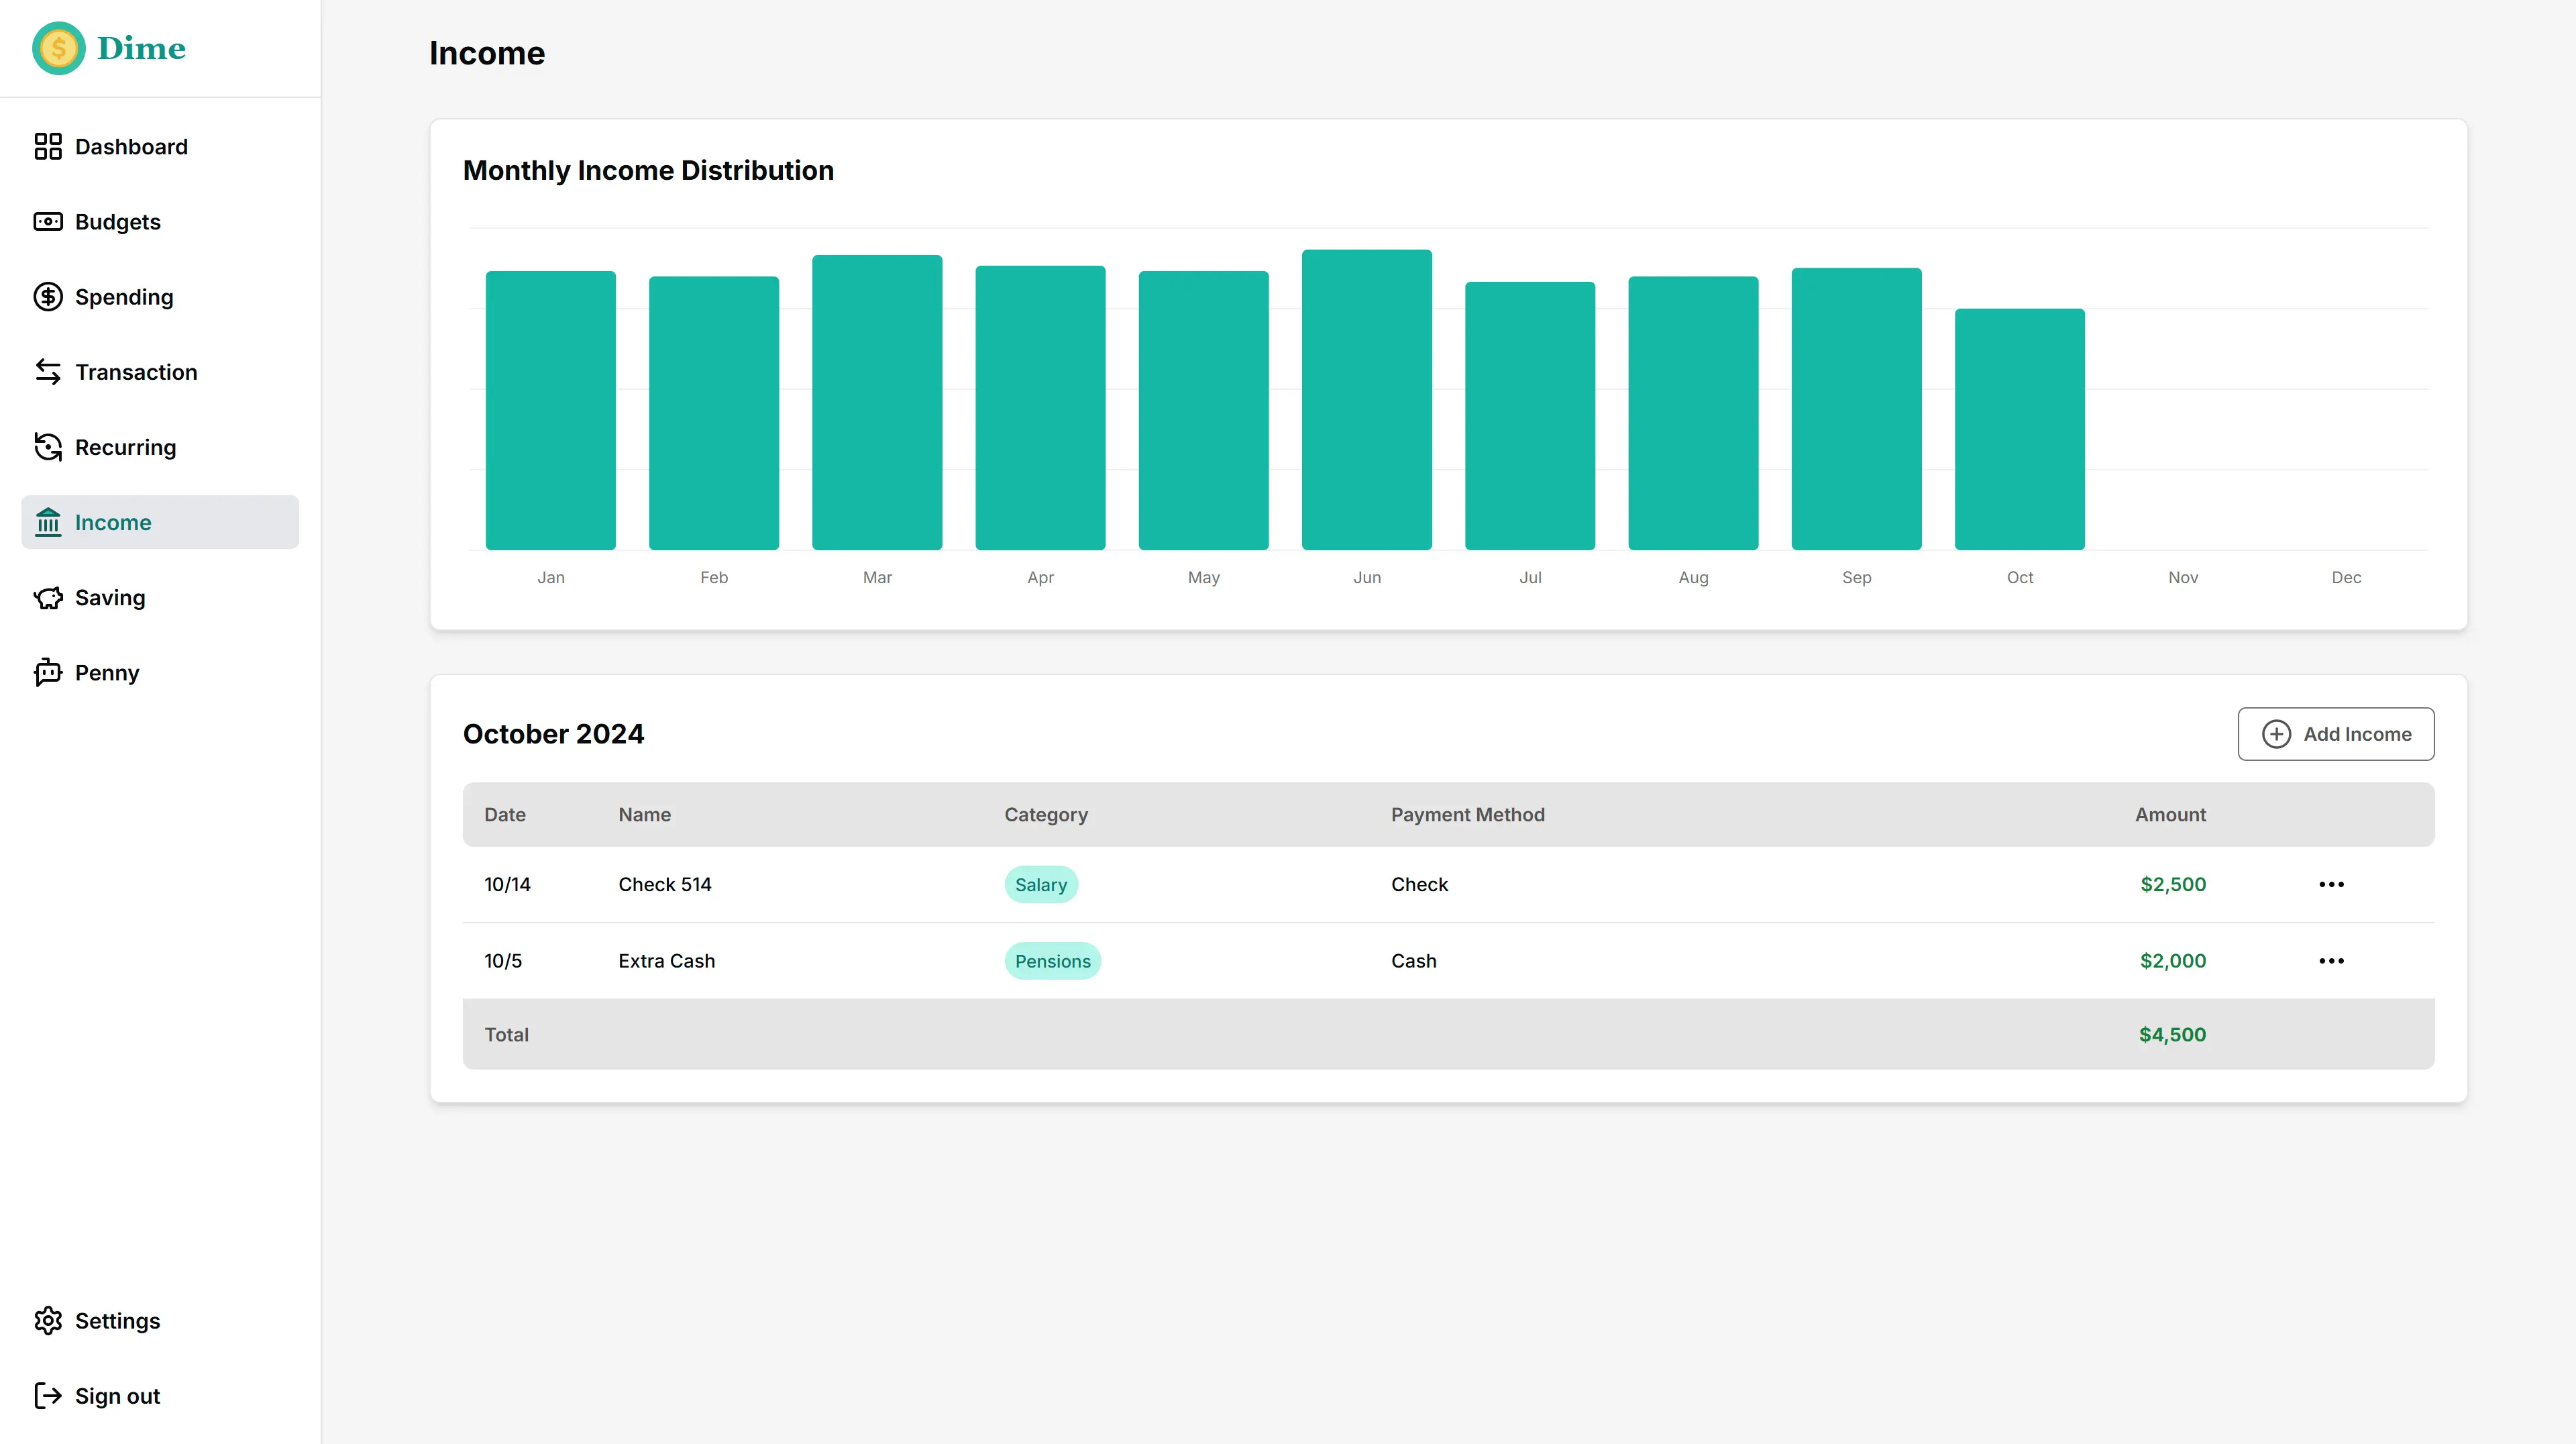 $ Dime
Dashboard
Budgets
Spending
Transaction
Recurring
Income
Saving
Penny
Settings
Sign out
Income
Monthly Income Distribution
Jan Feb Mar Apr May Jun Jul Aug Sep Oct Nov Dec
October 2024 Add Income
Date Name Category Payment Method Amount
10/14 Check 514 Salary Check $2,500
10/5 Extra Cash Pensions Cash $2,000
Total $4,500